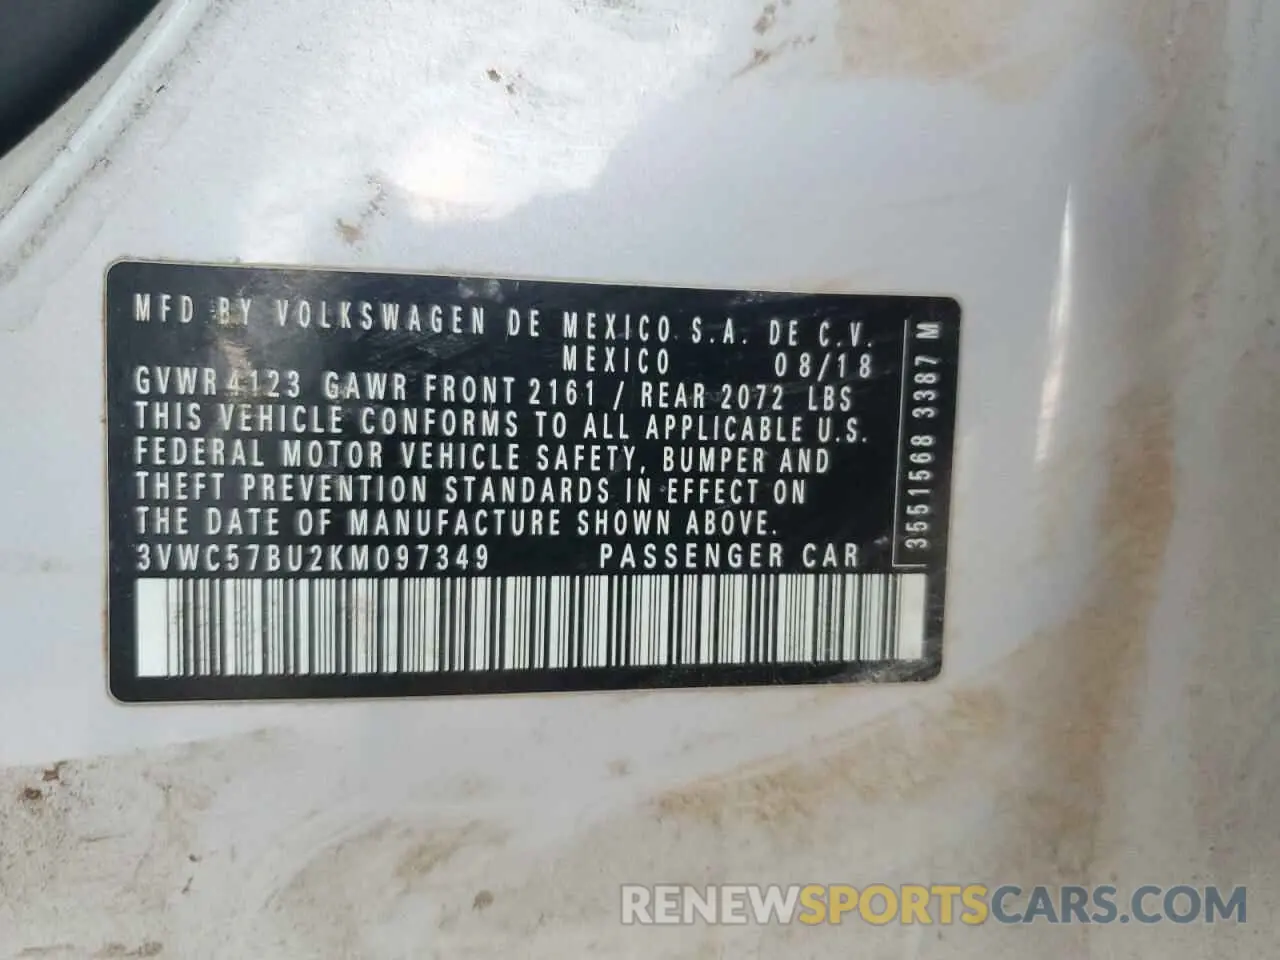 MFD BY VOLKSWAGEN DE MEXICO S.A. DE C.V.
MEXICO 08/18
GVWR 4123 GAWR FRONT 2161 / REAR 2072 LBS
THIS VEHICLE CONFORMS TO ALL APPLICABLE U.S.
FEDERAL MOTOR VEHICLE SAFETY, BUMPER AND
THEFT PREVENTION STANDARDS IN EFFECT ON
THE DATE OF MANUFACTURE SHOWN ABOVE.
3VWC57BU2KM097349 PASSENGER CAR
3551568 3387 M
RENEWSPORTSCARS.COM